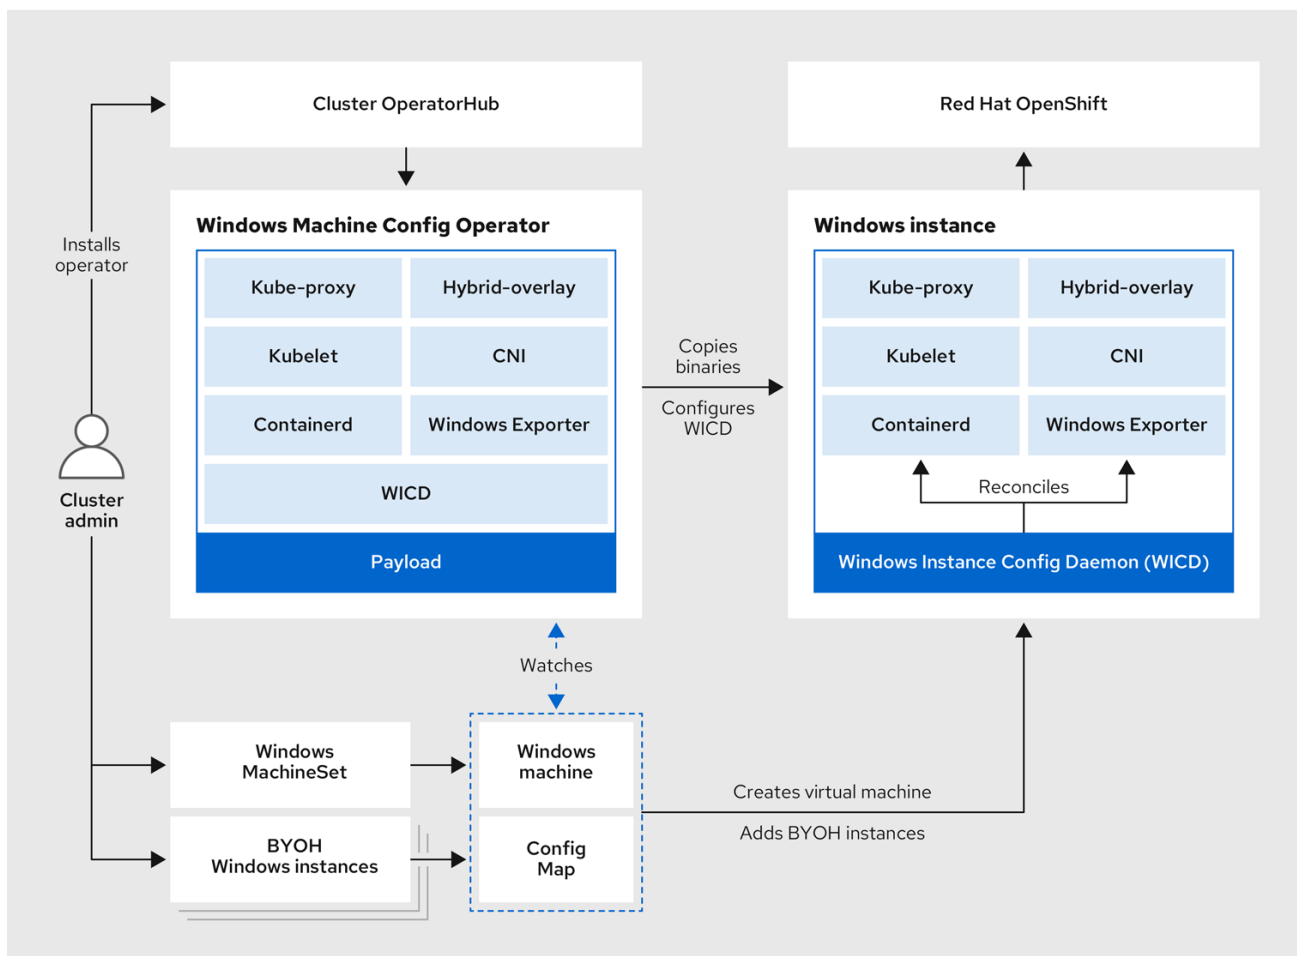 Cluster OperatorHub
Red Hat OpenShift
Installs
operator
Windows Machine Config Operator
Kube-proxy
Hybrid-overlay
Kubelet
CNI
Containerd
Windows Exporter
WICD
Payload
Copies
binaries
Configures
WICD
Windows instance
Kube-proxy
Hybrid-overlay
Kubelet
CNI
Containerd
Windows Exporter
Reconciles
Windows Instance Config Daemon (WICD)
Cluster
admin
Watches
Windows
MachineSet
Windows
machine
BYOH
Windows instances
Config
Map
Creates virtual machine
Adds BYOH instances